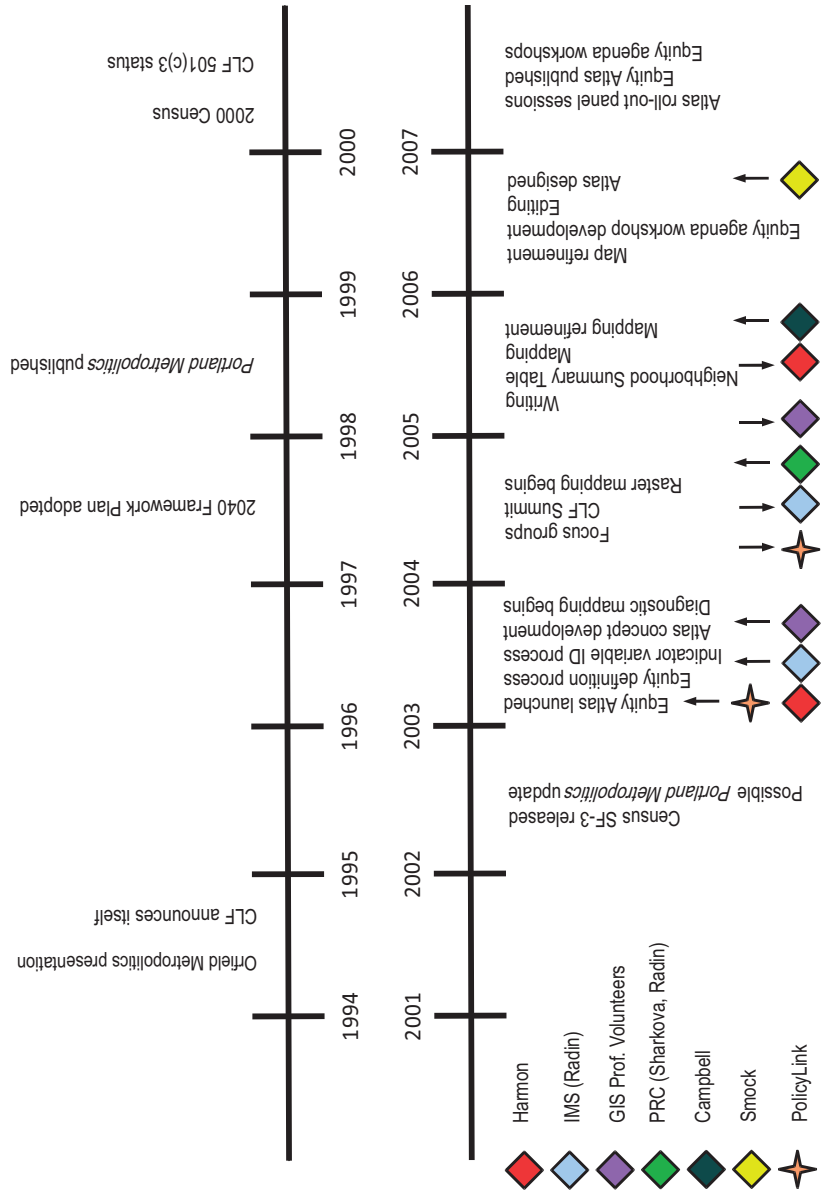 1994
Orfield Metropolitics presentation
CLF announces itself
1995
1996
1997
2040 Framework Plan adopted
1998
Portland Metropolitics published
1999
2000
2000 Census
CLF 501(c)3 status
2001
2002
Census SF-3 released
Possible Portland Metropolitics update
2003
Equity Atlas launched
Equity definition process
Indicator variable ID process
Atlas concept development
Diagnostic mapping begins
2004
Focus groups
CLF Summit
Raster mapping begins
2005
Writing
Neighborhood Summary Table
Mapping
Mapping refinement
2006
Map refinement
Equity agenda workshop development
Editing
Atlas designed
2007
Atlas roll-out panel sessions
Equity Atlas published
Equity agenda workshops
Harmon
IMS (Radin)
GIS Prof. Volunteers
PRC (Sharkova, Radin)
Campbell
Smock
PolicyLink